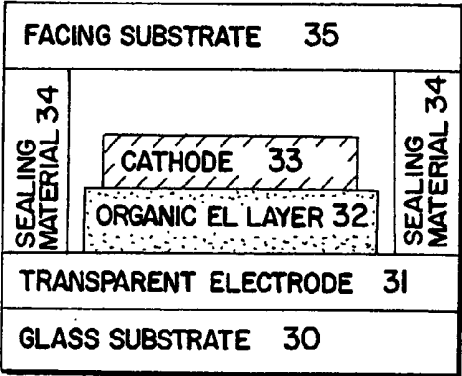 FACING SUBSTRATE 35
SEALING
MATERIAL 34
CATHODE 33
ORGANIC EL LAYER 32
SEALING
MATERIAL 34
TRANSPARENT ELECTRODE 31
GLASS SUBSTRATE 30